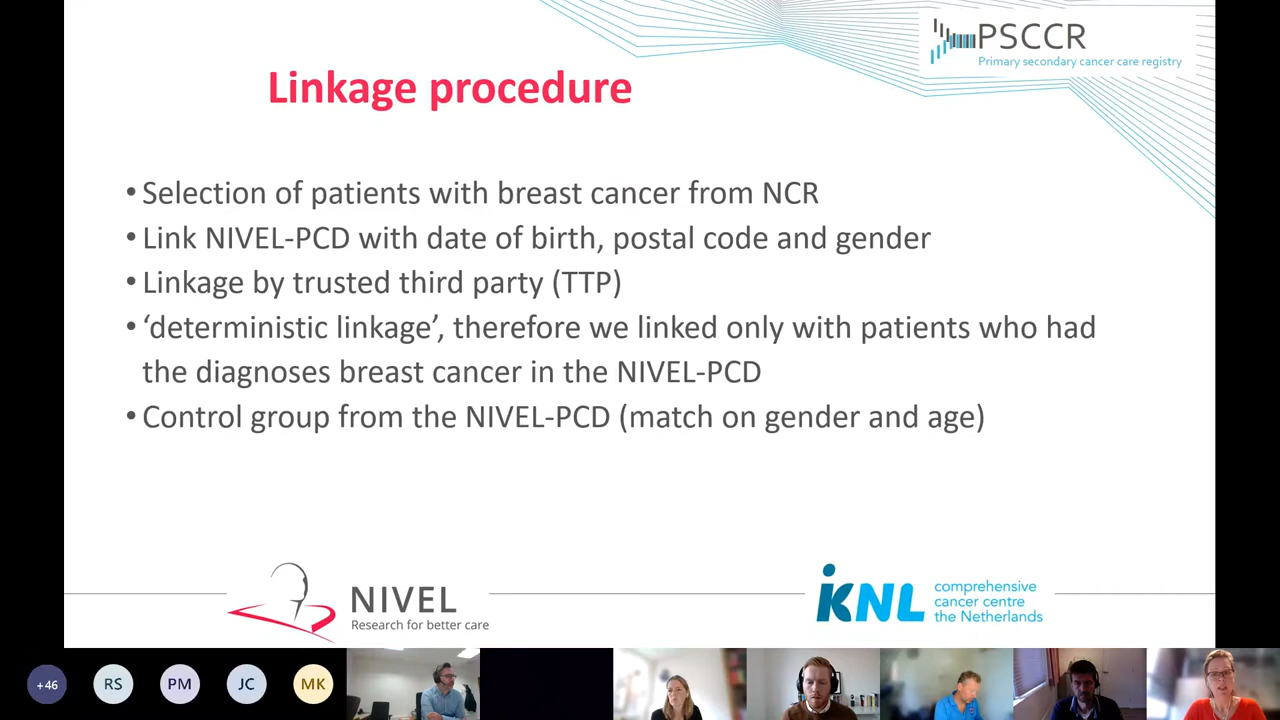 PSCCR
Primary secondary cancer care registry
Linkage procedure
• Selection of patients with breast cancer from NCR
• Link NIVEL-PCD with date of birth, postal code and gender
• Linkage by trusted third party (TTP)
• ‘deterministic linkage’, therefore we linked only with patients who had
the diagnoses breast cancer in the NIVEL-PCD
• Control group from the NIVEL-PCD (match on gender and age)
NIVEL
Research for better care
iKNL
comprehensive
cancer centre
the Netherlands
+46
RS
PM
JC
MK